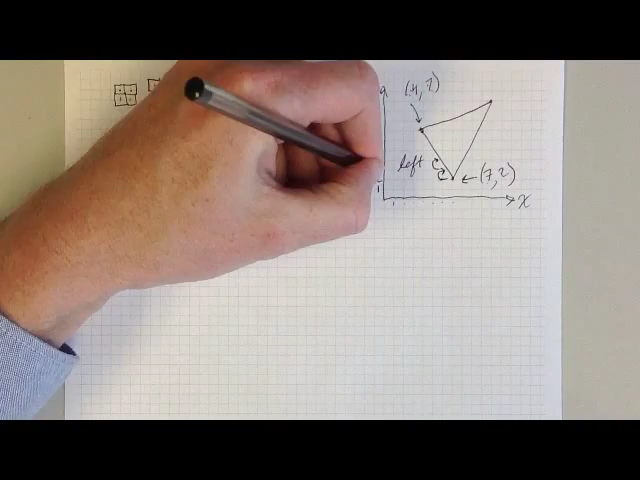 (4, 7)
left
(7, 2)
x